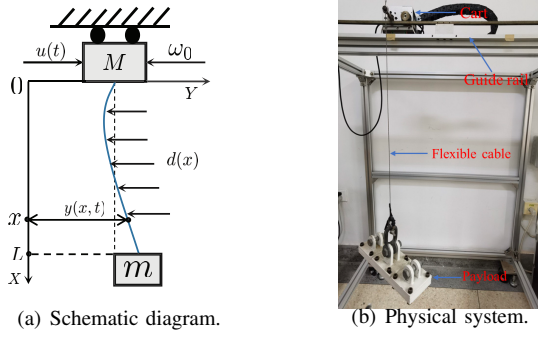 u(t)
M
ω₀
0
Y
d(x)
x
y(x, t)
L
X
m
(a) Schematic diagram.
Cart
Guide rail
Flexible cable
Payload
(b) Physical system.